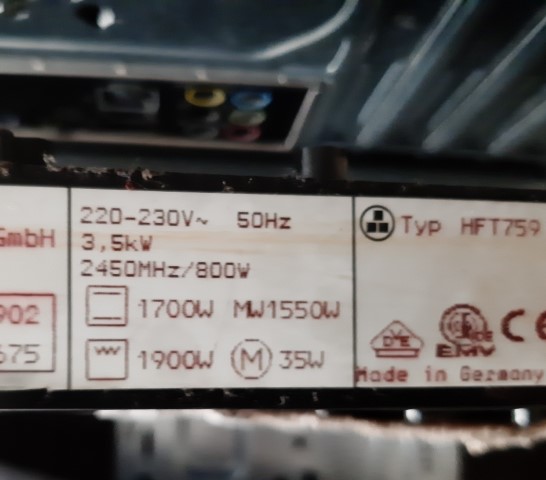 GmbH
902
675
220-230V~ 50Hz
3,5kW
2450MHz/800W
1700W MW1550W
1900W M 35W
Typ HFT759
DVE
EMV
CE
Made in Germany